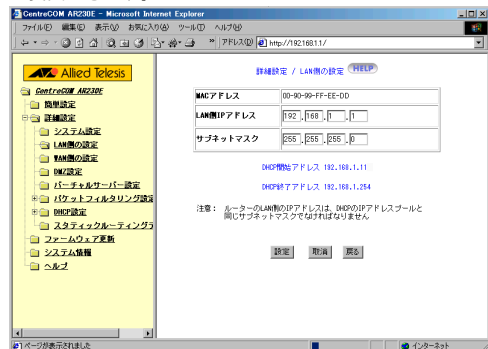 CentreCOM AR230E - Microsoft Internet Explorer
ファイル(F) 編集(E) 表示(V) お気に入り(A) ツール(T) ヘルプ(H)
アドレス(D) http://192.168.1.1/
Allied Telesis
CentreCOM AR230E
簡単設定
詳細設定
システム設定
LAN側の設定
WAN側の設定
DMZ設定
バーチャルサーバー設定
パケットフィルタリング設定
DHCP設定
スタティックルーティングテ
ファームウェア更新
システム情報
ヘルプ
詳細設定 / LAN側の設定 HELP
MACアドレス 00-90-99-FF-EE-DD
LAN側IPアドレス 192 . 168 . 1 . 1
サブネットマスク 255 . 255 . 255 . 0
DHCP開始アドレス 192.168.1.11
DHCP終了アドレス 192.168.1.254
注意： ルーターのLAN側のIPアドレスは、DHCPのIPアドレスプールと
同じサブネットマスクでなければなりません
設定 取消 戻る
ページが表示されました インターネット